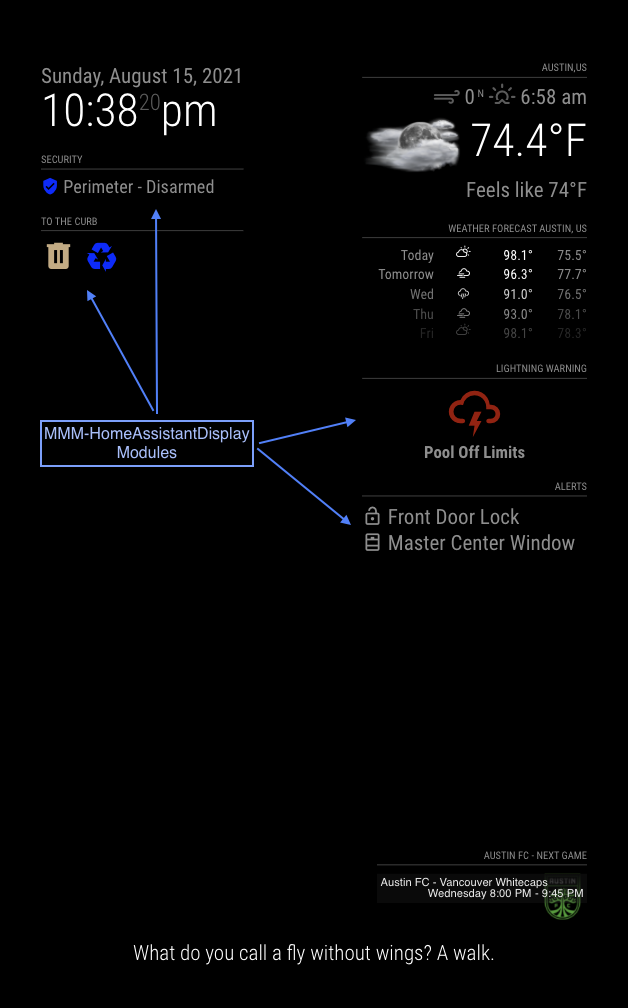 Sunday, August 15, 2021
10:38 20 pm
SECURITY
Perimeter - Disarmed
TO THE CURB
MMM-HomeAssistantDisplay
Modules
AUSTIN,US
0 N 6:58 am
74.4°F
Feels like 74°F
WEATHER FORECAST AUSTIN, US
Today 98.1° 75.5°
Tomorrow 96.3° 77.7°
Wed 91.0° 76.5°
Thu 93.0° 78.1°
Fri 98.1° 78.3°
LIGHTNING WARNING
Pool Off Limits
ALERTS
Front Door Lock
Master Center Window
AUSTIN FC - NEXT GAME
Austin FC - Vancouver Whitecaps
Wednesday 8:00 PM - 9:45 PM
What do you call a fly without wings? A walk.